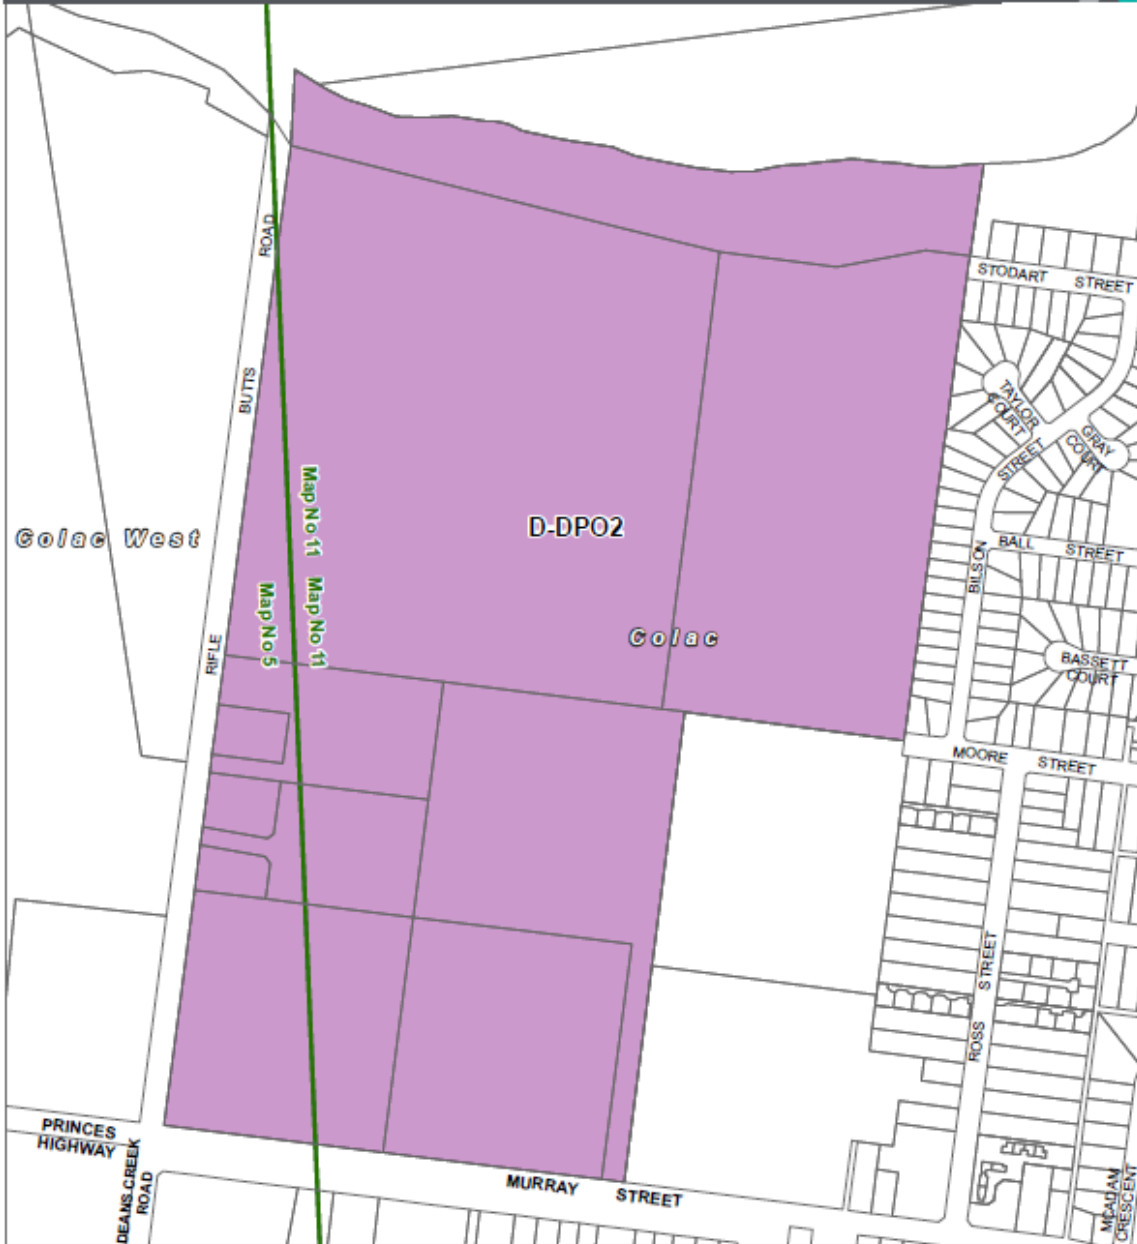 ROAD
STODART STREET
BUTTS
TAYLOR
COURT
GRAY
COURT
STREET
Map No 11
D-DPO2
Colac West
BALL STREET
BILSON
Map No 5
Map No 11
Colac
RIFLE
BASSETT
COURT
MOORE STREET
STREET
ROSS
PRINCES
HIGHWAY
DEANS CREEK
ROAD
MURRAY STREET
MCADAM
CRESCENT